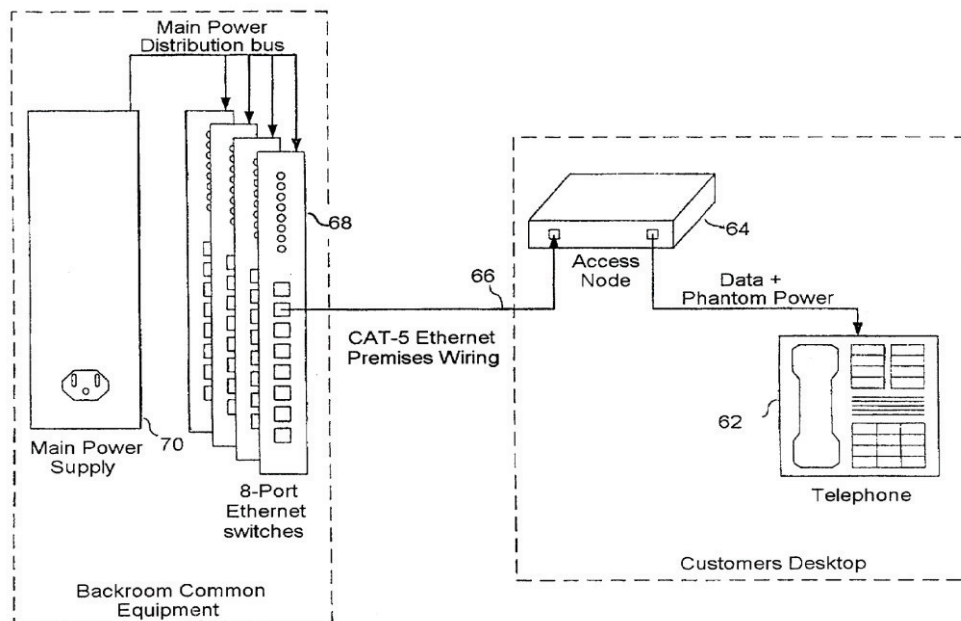 Main Power
Distribution bus
68
70
Main Power
Supply
8-Port
Ethernet
switches
Backroom Common
Equipment
66
CAT-5 Ethernet
Premises Wiring
64
Access
Node
Data +
Phantom Power
62
Telephone
Customers Desktop